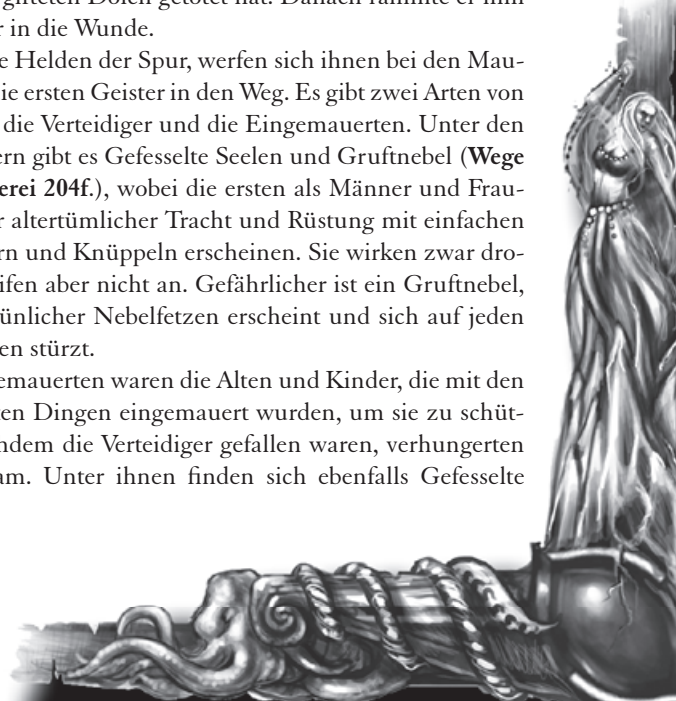 gifteten Dolch getötet hat. Danach rammte er ihm
r in die Wunde.
e Helden der Spur, werfen sich ihnen bei den Mau-
ie ersten Geister in den Weg. Es gibt zwei Arten von
die Verteidiger und die Eingemauerten. Unter den
ern gibt es Gefesselte Seelen und Gruftnebel (Wege
erei 204f.), wobei die ersten als Männer und Frau-
r altertümlicher Tracht und Rüstung mit einfachen
rn und Knüppeln erscheinen. Sie wirken zwar dro-
ifen aber nicht an. Gefährlicher ist ein Gruftnebel,
ünlicher Nebelfetzen erscheint und sich auf jeden
en stürzt.
emauerten waren die Alten und Kinder, die mit den
en Dingen eingemauert wurden, um sie zu schüt-
ndem die Verteidiger gefallen waren, verhungerten
am. Unter ihnen finden sich ebenfalls Gefesselte